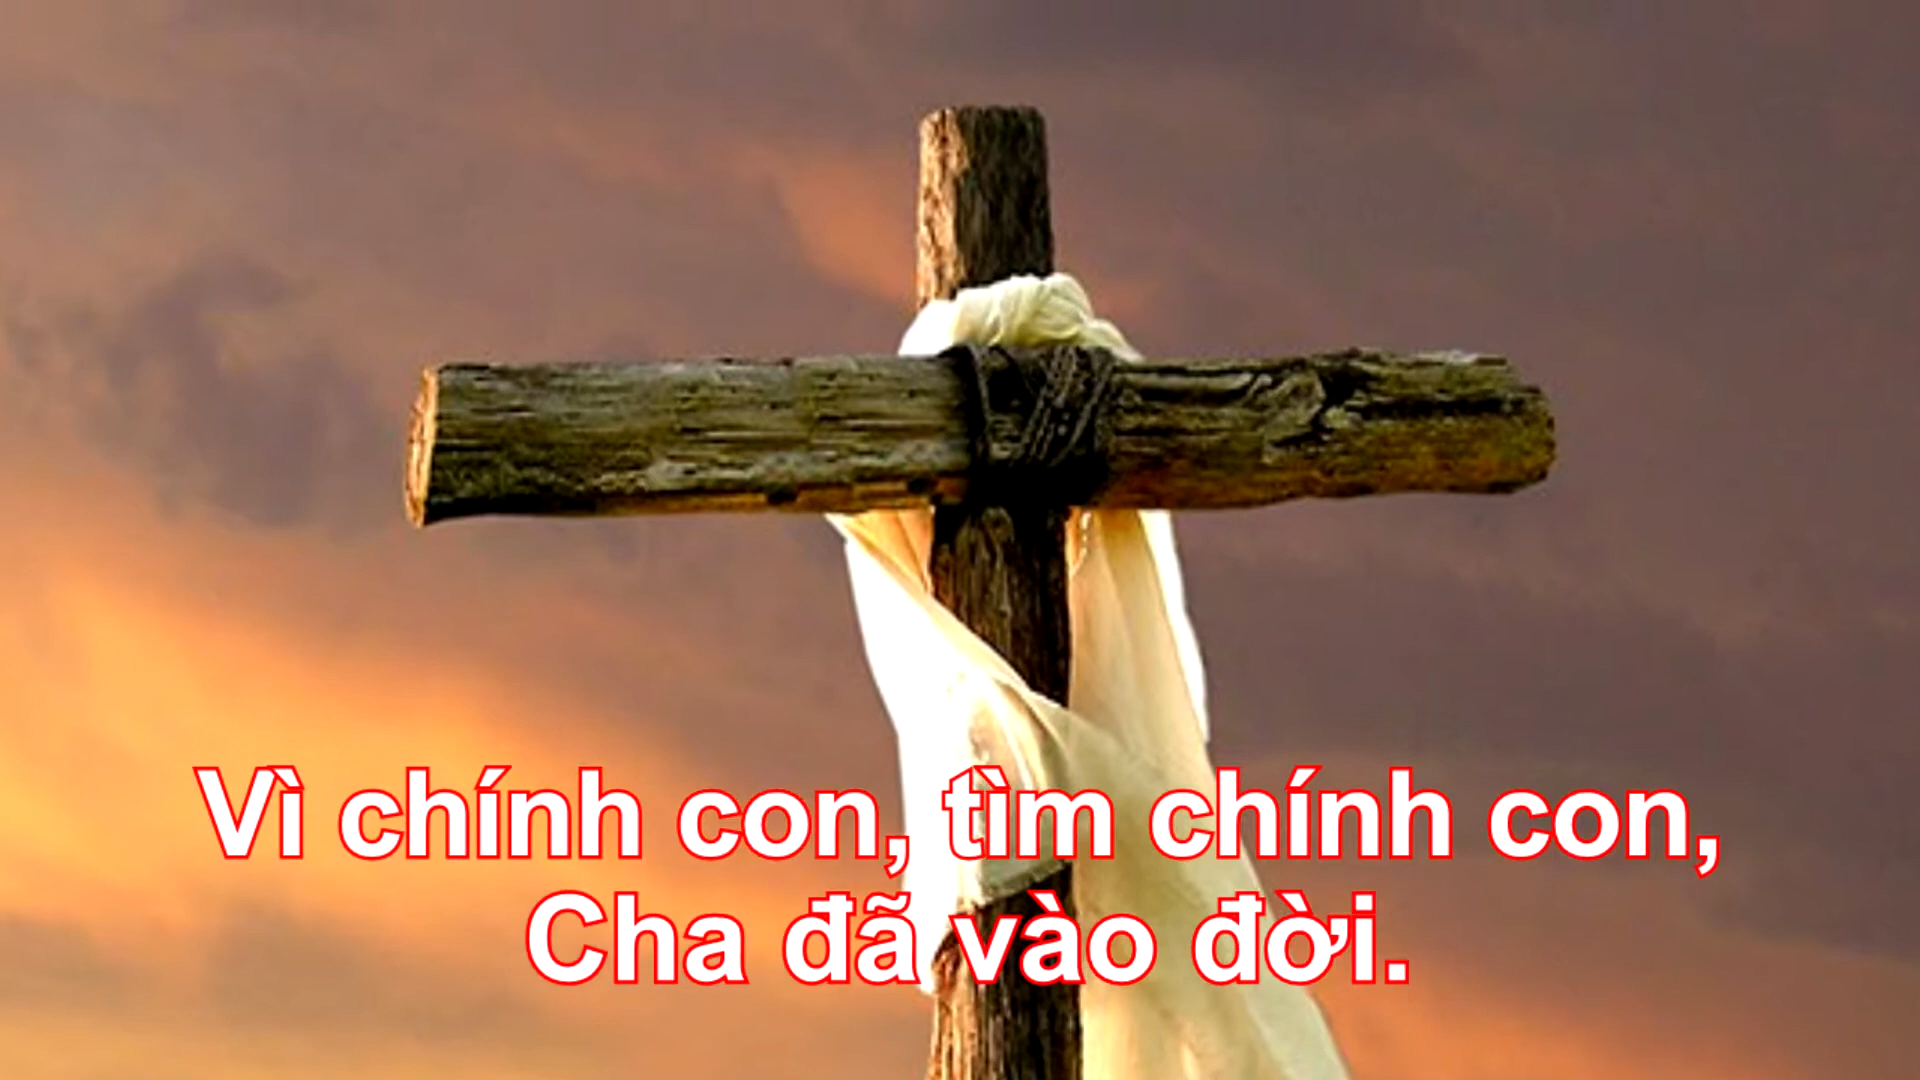 Vì chính con, tìm chính con,
Cha đã vào đời.